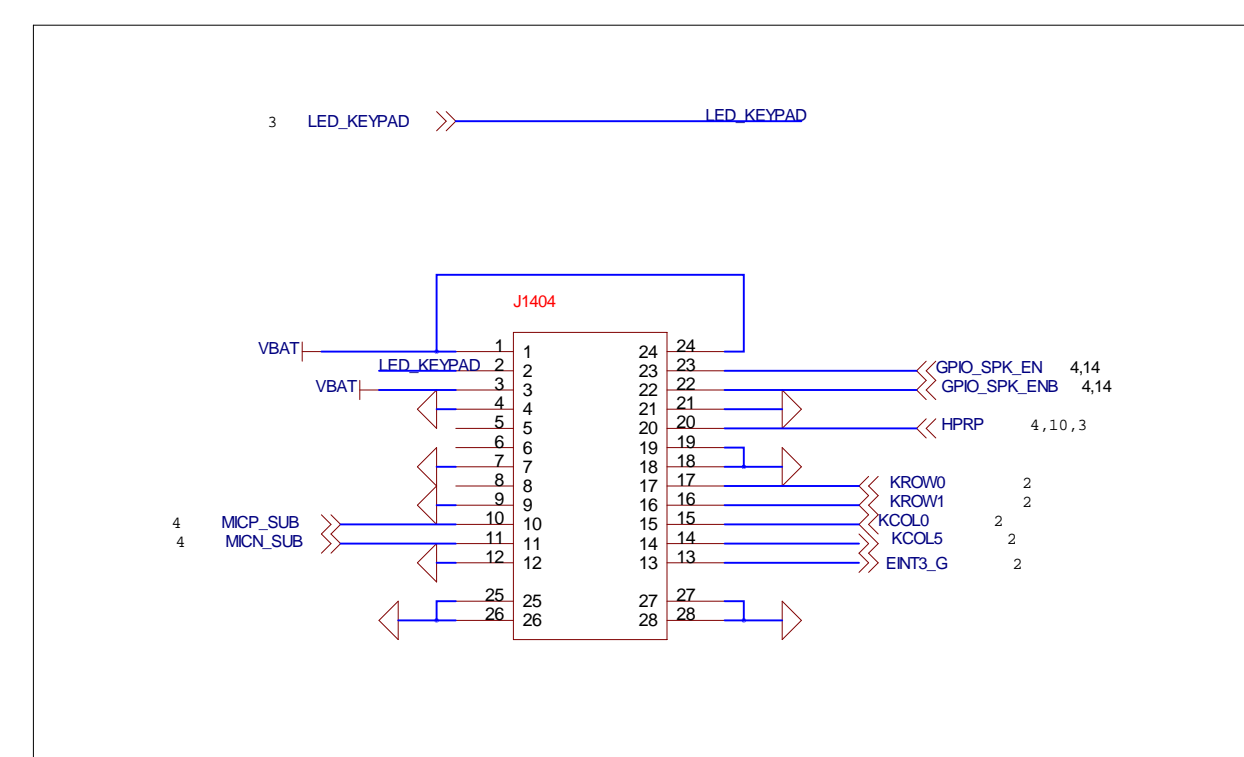 3 LED_KEYPAD LED_KEYPAD
J1404
VBAT 1 1 24 24
LED_KEYPAD 2 2 23 23 GPIO_SPK_EN 4,14
VBAT 3 3 22 22 GPIO_SPK_ENB 4,14
4 4 21 21
5 5 20 20 HPRP 4,10,3
6 6 19 19
7 7 18 18
8 8 17 17 KROW0 2
9 9 16 16 KROW1 2
4 MICP_SUB 10 10 15 15 KCOL0 2
4 MICN_SUB 11 11 14 14 KCOL5 2
12 12 13 13 EINT3_G 2
25 25 27 27
26 26 28 28